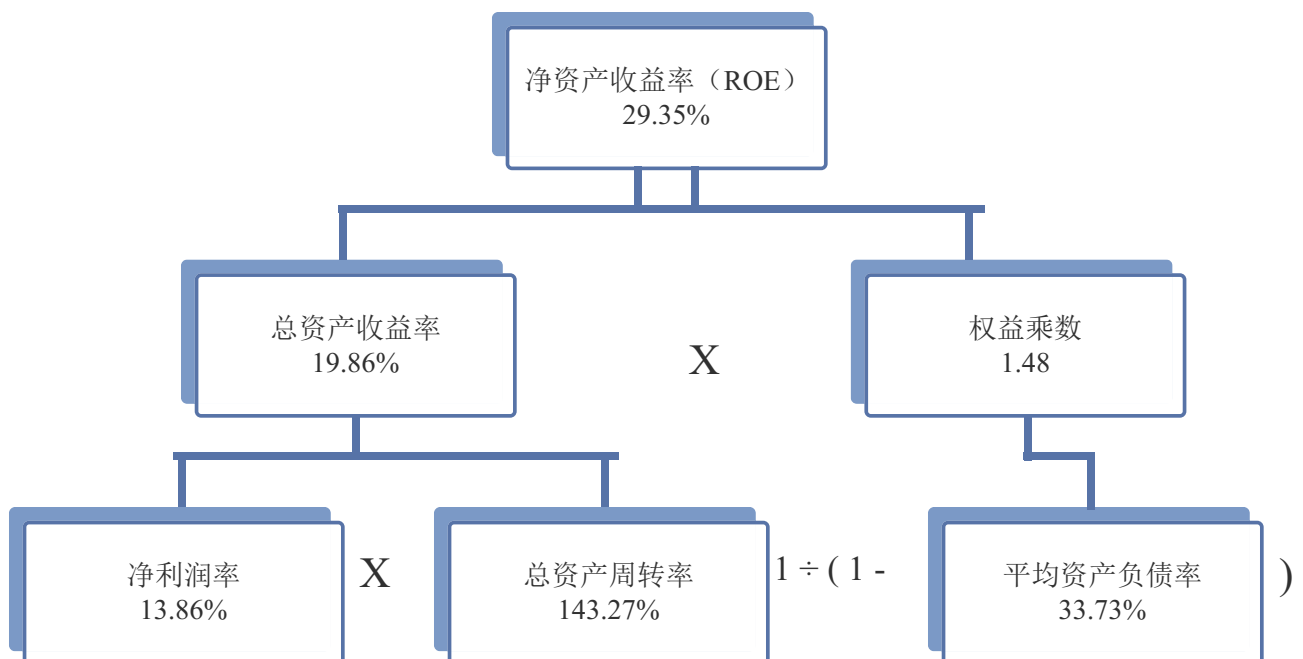 净资产收益率（ROE）
29.35%
总资产收益率
19.86%
X
权益乘数
1.48
净利润率
13.86%
X
总资产周转率
143.27%
1 ÷ ( 1 -
平均资产负债率
33.73%
)